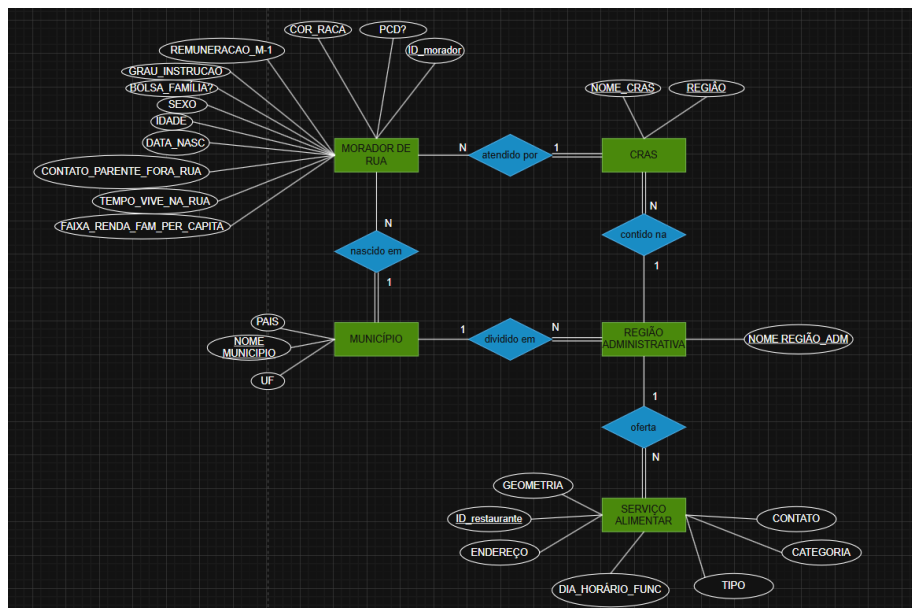 COR_RACA
PCD?
REMUNERACAO_M-1
ID_morador
GRAU_INSTRUCAO
BOLSA_FAMÍLIA?
SEXO
IDADE
DATA_NASC
CONTATO_PARENTE_FORA_RUA
TEMPO_VIVE_NA_RUA
FAIXA_RENDA_FAM_PER_CAPITA
MORADOR DE
RUA
N
atendido por
1
NOME_CRAS
REGIÃO
CRAS
N
nascido em
1
N
contido na
1
PAIS
NOME
MUNICIPIO
UF
MUNICÍPIO
1
dividido em
N
REGIÃO
ADMINISTRATIVA
NOME REGIÃO_ADM
1
oferta
N
GEOMETRIA
ID_restaurante
ENDEREÇO
SERVIÇO
ALIMENTAR
CONTATO
CATEGORIA
DIA_HORÁRIO_FUNC
TIPO